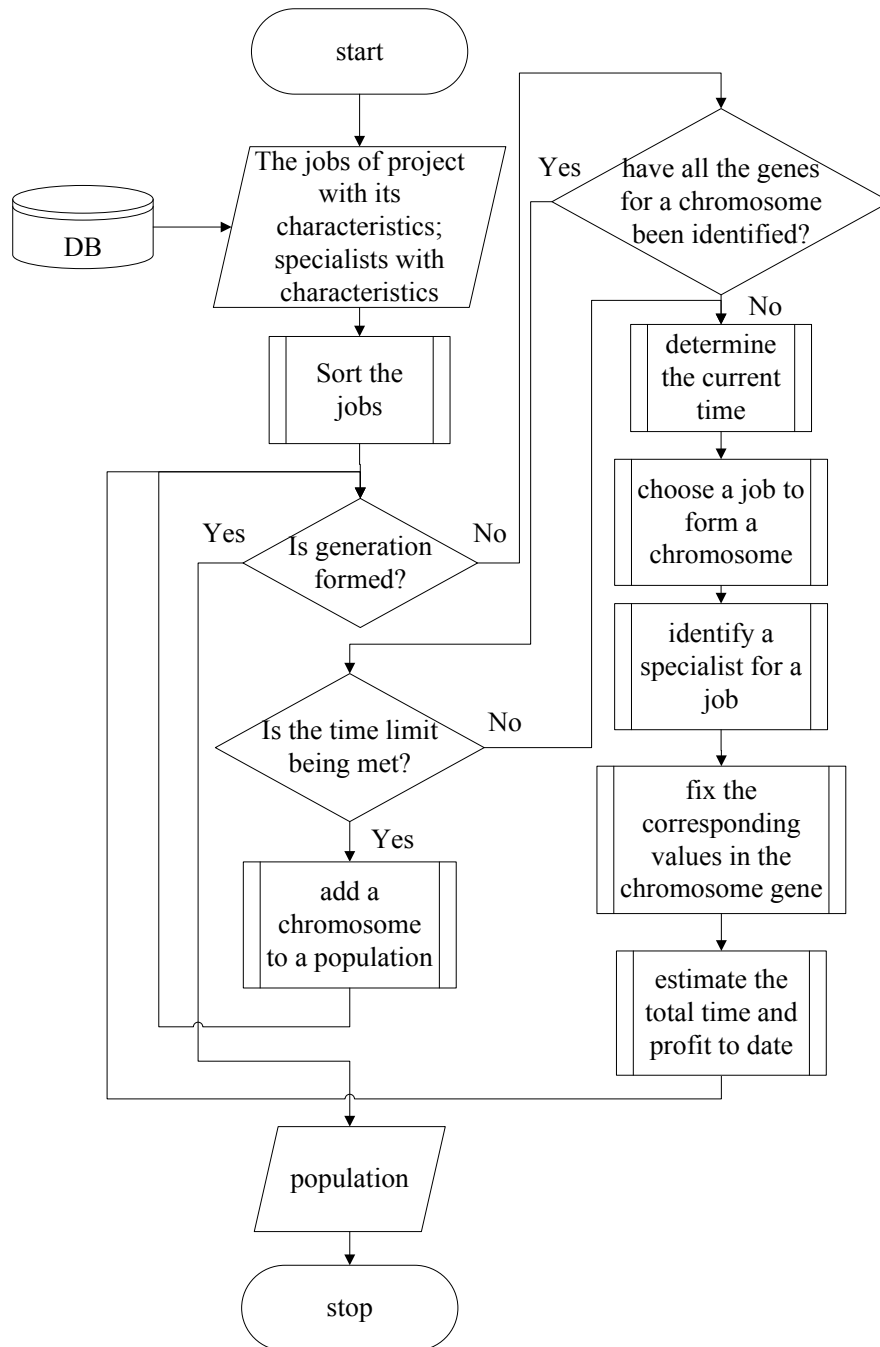 start
The jobs of project
with its
characteristics;
specialists with
characteristics
DB
Sort the
jobs
Yes
Is generation
formed?
No
Yes
have all the genes
for a chromosome
been identified?
No
determine
the current
time
choose a job to
form a
chromosome
identify a
specialist for a
job
fix the
corresponding
values in the
chromosome gene
estimate the
total time and
profit to date
Is the time limit
being met?
No
Yes
add a
chromosome
to a population
population
stop